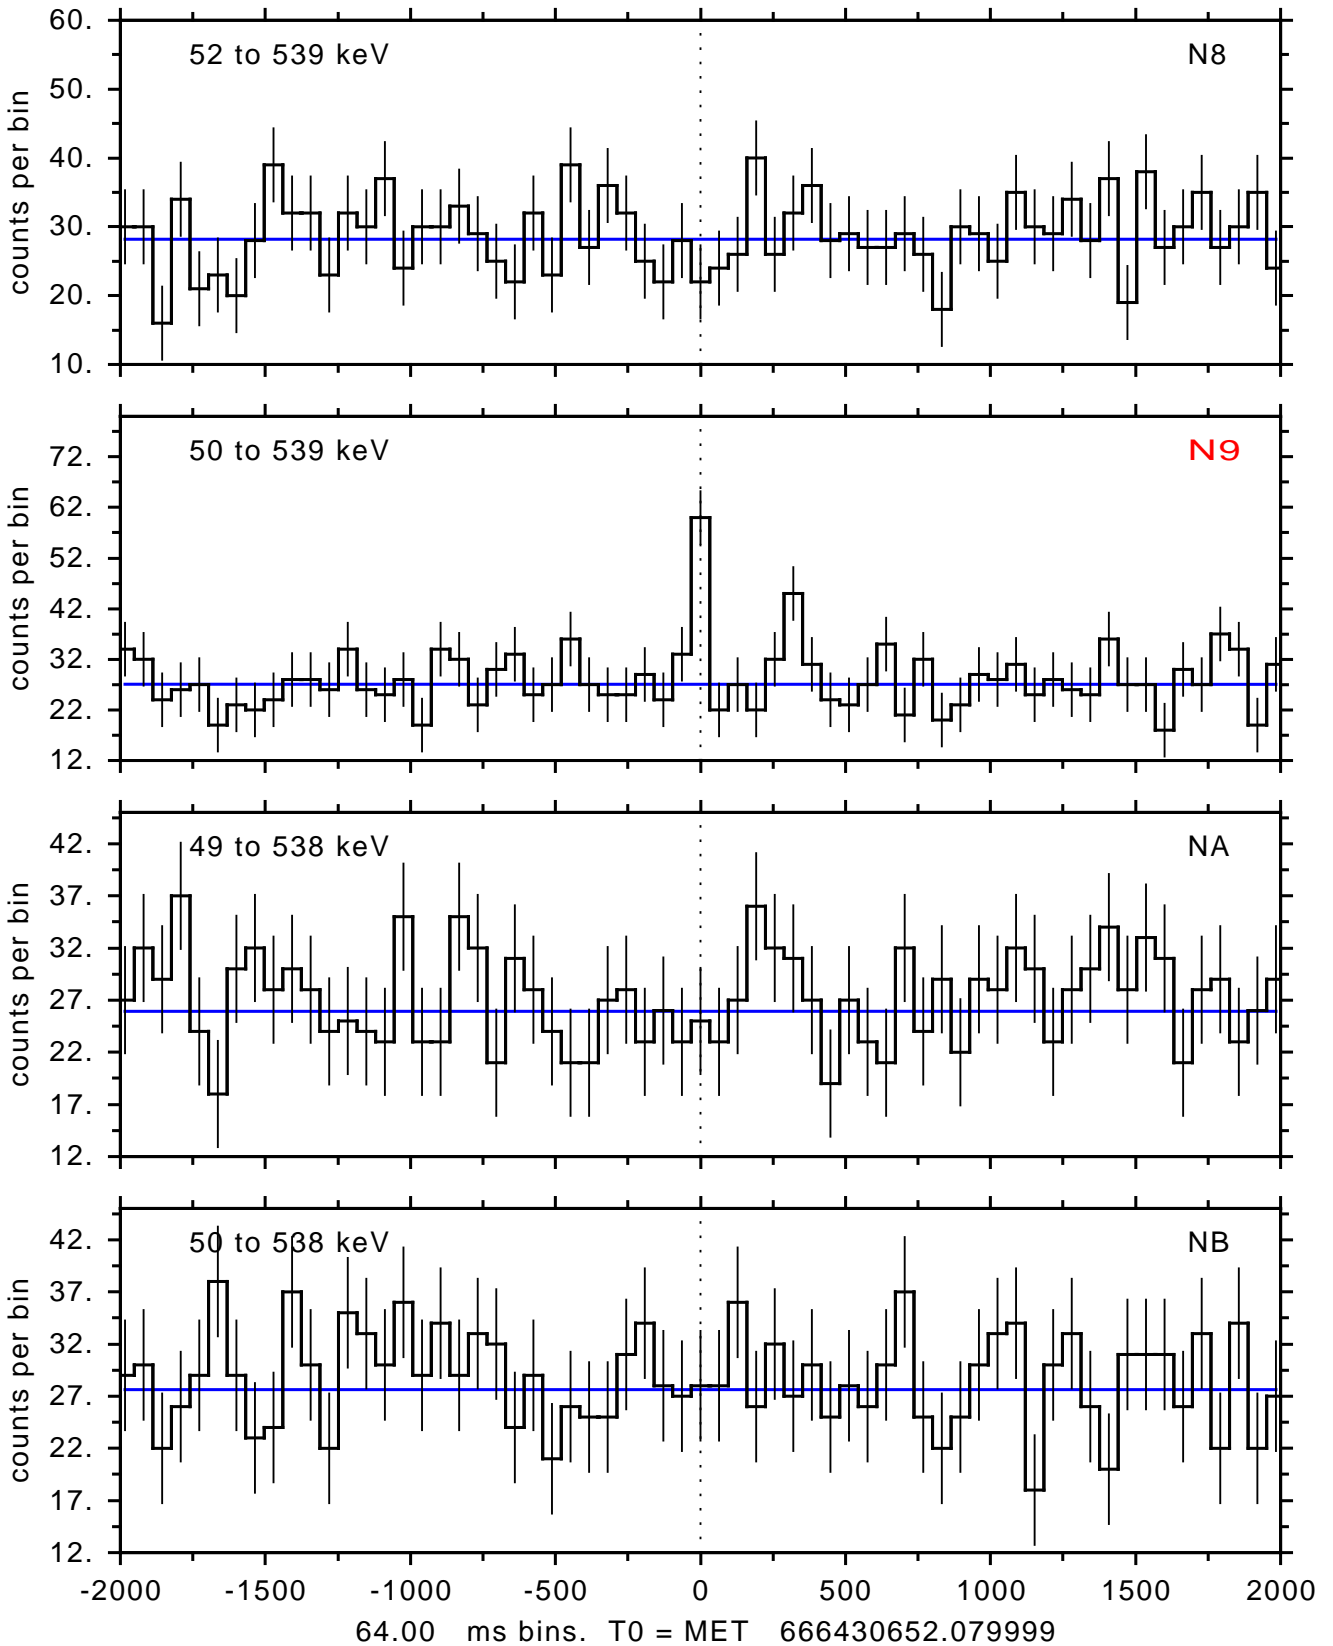 60.
52 to 539 keV
N8
50.
40.
30.
20.
10.
counts per bin
50 to 539 keV
N9
72.
62.
52.
42.
32.
22.
12.
counts per bin
49 to 538 keV
NA
42.
37.
32.
27.
22.
17.
12.
counts per bin
50 to 538 keV
NB
42.
37.
32.
27.
22.
17.
12.
counts per bin
-2000 -1500 -1000 -500 0 500 1000 1500 2000
64.00 ms bins. T0 = MET 666430652.079999